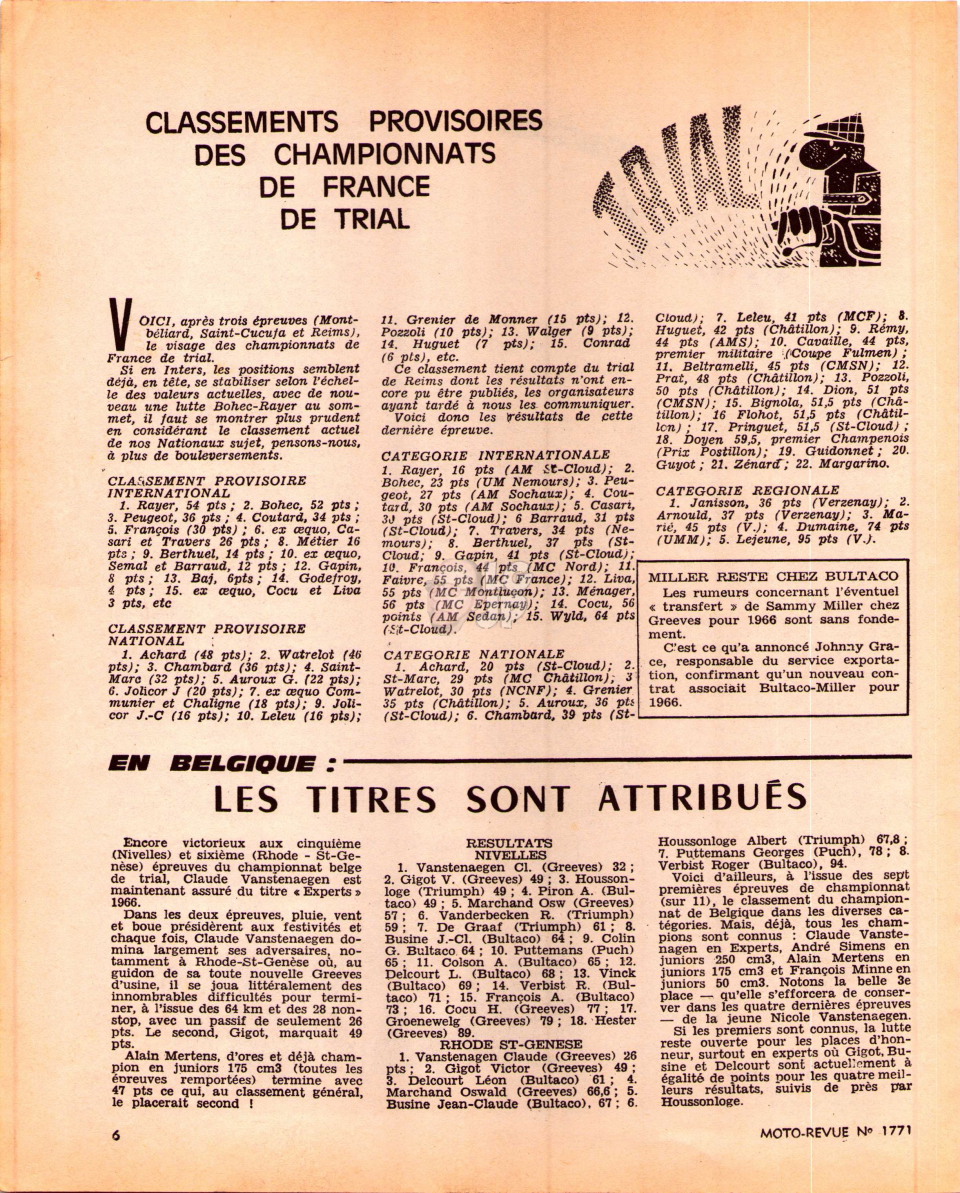 CLASSEMENTS PROVISOIRES
DES CHAMPIONNATS
DE FRANCE
DE TRIAL
TRIAL
VOICI, après trois épreuves (Mont-
béliard, Saint-Cucufa et Reims),
le visage des championnats de
France de trial.
Si en Inters, les positions semblent
déjà, en tête, se stabiliser selon l'échel-
le des valeurs actuelles, avec de nou-
veau une lutte Bohec-Rayer au som-
met, il faut se montrer plus prudent
en considérant le classement actuel
de nos Nationaux sujet, pensons-nous,
à plus de bouleversements.
CLASSEMENT PROVISOIRE
INTERNATIONAL
1. Rayer, 54 pts ; 2. Bohec, 52 pts ;
3. Peugeot, 36 pts ; 4. Coutard, 34 pts ;
5. François (30 pts) ; 6. ex æquo, Ca-
sari et Travers 26 pts ; 8. Métier 16
pts ; 9. Berthuel, 14 pts ; 10. ex æquo,
Semal et Barraud, 12 pts ; 12. Gapin,
8 pts ; 13. Baj, 6pts ; 14. Godefroy,
4 pts ; 15. ex æquo, Cocu et Liva
3 pts, etc
CLASSEMENT PROVISOIRE
NATIONAL
1. Achard (48 pts); 2. Watrelot (46
pts); 3. Chambard (36 pts); 4. Saint-
Marc (32 pts); 5. Auroux G. (22 pts);
6. Jolicor J (20 pts); 7. ex æquo Com-
munier et Chaligne (18 pts); 9. Joli-
cor J.-C (16 pts); 10. Leleu (16 pts);
11. Grenier de Monner (15 pts); 12.
Pozzoli (10 pts); 13. Walger (9 pts);
14. Huguet (7 pts); 15. Conrad
(6 pts), etc.
Ce classement tient compte du trial
de Reims dont les résultats n'ont en-
core pu être publiés, les organisateurs
ayant tardé à nous les communiquer.
Voici donc les résultats de cette
dernière épreuve.
CATEGORIE INTERNATIONALE
1. Rayer, 16 pts (AM St-Cloud); 2.
Bohec, 23 pts (UM Nemours); 3. Peu-
geot, 27 pts (AM Sochaux); 4. Cou-
tard, 30 pts (AM Sochaux); 5. Casari,
30 pts (St-Cloud); 6 Barraud, 31 pts
(St-Cloud); 7. Travers, 34 pts (Ne-
mours); 8. Berthuel, 37 pts (St-
Cloud; 9. Gapin, 41 pts (St-Cloud);
10. François, 44 pts (MC Nord); 11.
Faivre, 55 pts (MC France); 12. Liva,
55 pts (MC Montluçon); 13. Ménager,
56 pts (MC Epernay); 14. Cocu, 56
points (AM Sedan); 15. Wyld, 64 pts
(St-Cloud).
CATEGORIE NATIONALE
1. Achard, 20 pts (St-Cloud); 2.
St-Marc, 29 pts (MC Châtillon); 3
Watrelot, 30 pts (NCNF); 4. Grenier
35 pts (Châtillon); 5. Auroux, 36 pts
(St-Cloud); 6. Chambard, 39 pts (St-
Cloud); 7. Leleu, 41 pts (MCF); 8.
Huguet, 42 pts (Châtillon); 9. Rémy,
44 pts (AMS); 10. Cavaille, 44 pts,
premier militaire (Coupe Fulmen) ;
11. Beltramelli, 45 pts (CMSN); 12.
Prat, 48 pts (Châtillon); 13. Pozzoli,
50 pts (Châtillon); 14. Dion, 51 pts
(CMSN); 15. Bignola, 51,5 pts (Châ-
tillon); 16 Flohot, 51,5 pts (Châtil-
lon) ; 17. Pringuet, 51,5 (St-Cloud) ;
18. Doyen 59,5, premier Champenois
(Prix Postillon); 19. Guidonnet; 20.
Guyot ; 21. Zénard ; 22. Margarino.
CATEGORIE REGIONALE
1. Janisson, 36 pts (Verzenay); 2.
Arnould, 37 pts (Verzenay); 3. Ma-
rié, 45 pts (V.); 4. Dumaine, 74 pts
(UMM); 5. Lejeune, 95 pts (V.).
MILLER RESTE CHEZ BULTACO
Les rumeurs concernant l'éventuel
« transfert » de Sammy Miller chez
Greeves pour 1966 sont sans fonde-
ment.
C'est ce qu'a annoncé Johnny Gra-
ce, responsable du service exporta-
tion, confirmant qu'un nouveau con-
trat associait Bultaco-Miller pour
1966.
EN BELGIQUE :
LES TITRES SONT ATTRIBUÉS
Encore victorieux aux cinquième
(Nivelles) et sixième (Rhode - St-Ge-
nèse) épreuves du championnat belge
de trial, Claude Vanstenaegen est
maintenant assuré du titre « Experts »
1966.
Dans les deux épreuves, pluie, vent
et boue présidèrent aux festivités et
chaque fois, Claude Vanstenaegen do-
mina largement ses adversaires, no-
tamment à Rhode-St-Genèse où, au
guidon de sa toute nouvelle Greeves
d'usine, il se joua littéralement des
innombrables difficultés pour termi-
ner, à l'issue des 64 km et des 28 non-
stop, avec un passif de seulement 26
pts. Le second, Gigot, marquait 49
pts.
Alain Mertens, d'ores et déjà cham-
pion en juniors 175 cm3 (toutes les
épreuves remportées) termine avec
47 pts ce qui, au classement général,
le placerait second !
RESULTATS
NIVELLES
1. Vanstenaegen Cl. (Greeves) 32 ;
2. Gigot V. (Greeves) 49 ; 3. Housson-
loge (Triumph) 49 ; 4. Piron A. (Bul-
taco) 49 ; 5. Marchand Osw (Greeves)
57 ; 6. Vanderbecken R. (Triumph)
59 ; 7. De Graaf (Triumph) 61 ; 8.
Busine J.-Cl. (Bultaco) 64 ; 9. Colin
G. Bultaco 64 ; 10. Puttemans (Puch)
65 ; 11. Colson A. (Bultaco) 65 ; 12.
Delcourt L. (Bultaco) 68 ; 13. Vinck
(Bultaco) 69 ; 14. Verbist R. (Bul-
taco) 71 ; 15. François A. (Bultaco)
73 ; 16. Cocu H. (Greeves) 77 ; 17.
Groenewelg (Greeves) 79 ; 18. Hester
(Greeves) 89.
RHODE ST-GENESE
1. Vanstenagen Claude (Greeves) 26
pts ; 2. Gigot Victor (Greeves) 49 ;
3. Delcourt Léon (Bultaco) 61 ; 4.
Marchand Oswald (Greeves) 66,6 ; 5.
Busine Jean-Claude (Bultaco), 67 ; 6.
Houssonloge Albert (Triumph) 67,8 ;
7. Puttemans Georges (Puch), 78 ; 8.
Verbist Roger (Bultaco), 94.
Voici d'ailleurs, à l'issue des sept
premières épreuves de championnat
(sur 11), le classement du champion-
nat de Belgique dans les diverses ca-
tégories. Mais, déjà, tous les cham-
pions sont connus : Claude Vanste-
nagen en Experts, André Simens en
juniors 250 cm3, Alain Mertens en
juniors 175 cm3 et François Minne en
juniors 50 cm3. Notons la belle 3e
place — qu'elle s'efforcera de conser-
ver dans les quatre dernières épreuves
— de la jeune Nicole Vanstenaegen.
Si les premiers sont connus, la lutte
reste ouverte pour les places d'hon-
neur, surtout en experts où Gigot, Bu-
sine et Delcourt sont actuellement à
égalité de points pour les quatre meil-
leurs résultats, suivis de près par
Houssonloge.
6
MOTO-REVUE No 1771